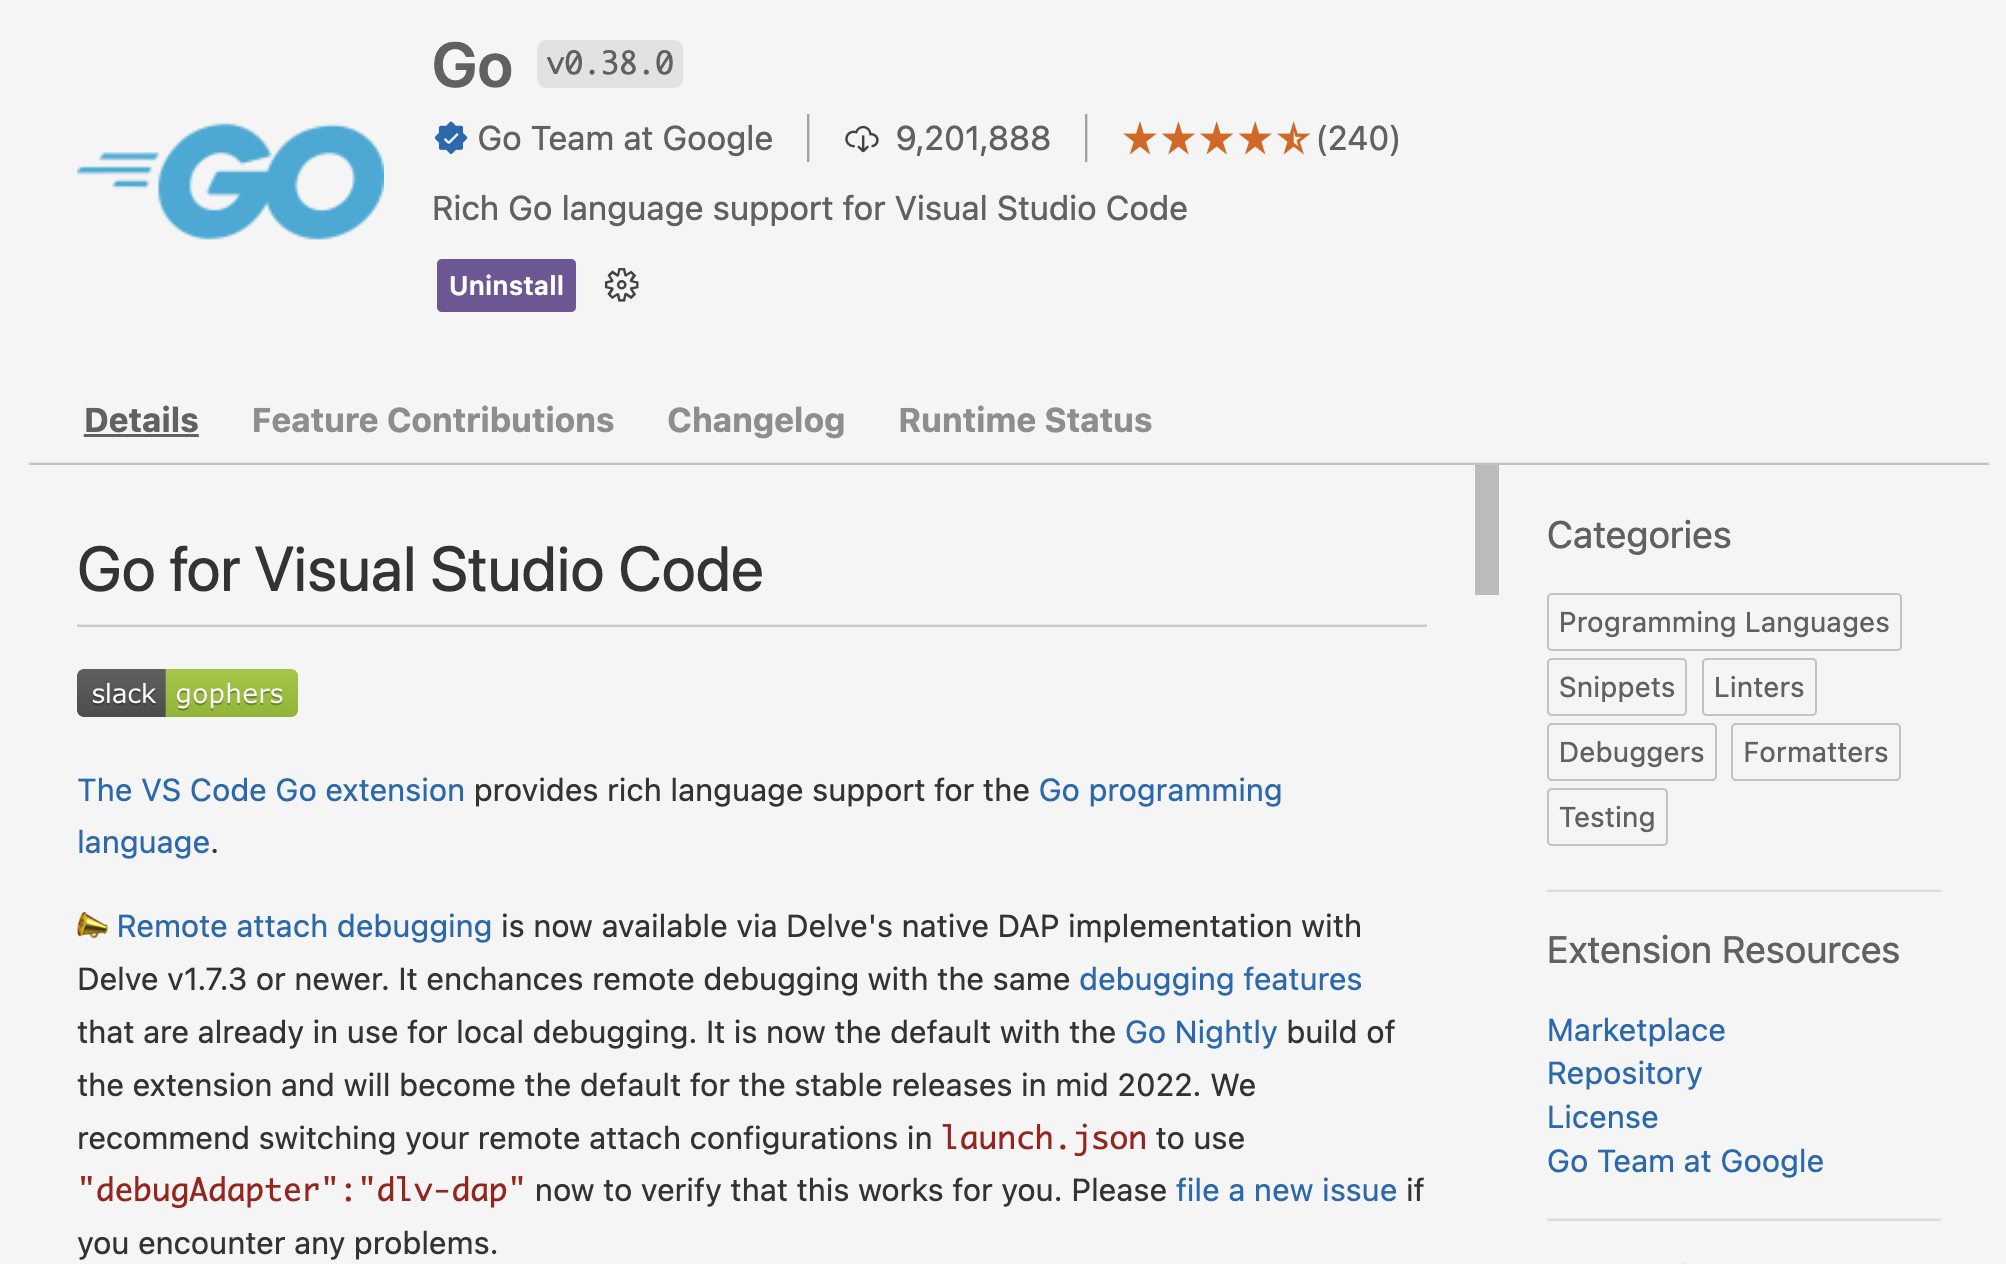 GO
Go v0.38.0
Go Team at Google 9,201,888 (240)
Rich Go language support for Visual Studio Code
Uninstall
Details Feature Contributions Changelog Runtime Status
Go for Visual Studio Code
slack gophers
The VS Code Go extension provides rich language support for the Go programming
language.
Remote attach debugging is now available via Delve's native DAP implementation with
Delve v1.7.3 or newer. It enchances remote debugging with the same debugging features
that are already in use for local debugging. It is now the default with the Go Nightly build of
the extension and will become the default for the stable releases in mid 2022. We
recommend switching your remote attach configurations in launch.json to use
"debugAdapter":"dlv-dap" now to verify that this works for you. Please file a new issue if
you encounter any problems.
Categories
Programming Languages
Snippets Linters
Debuggers Formatters
Testing
Extension Resources
Marketplace
Repository
License
Go Team at Google